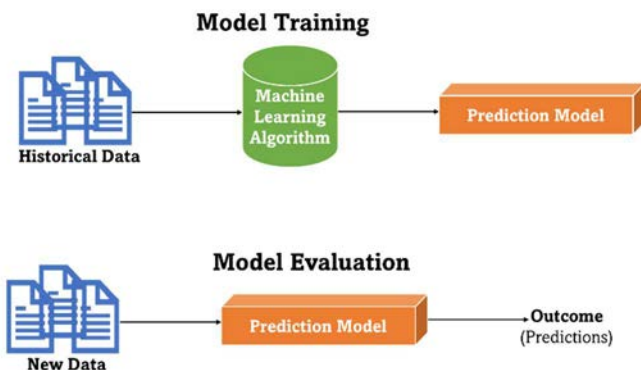 Model Training
Machine
Learning
Algorithm
Prediction Model
Historical Data
Model Evaluation
Prediction Model
Outcome
(Predictions)
New Data